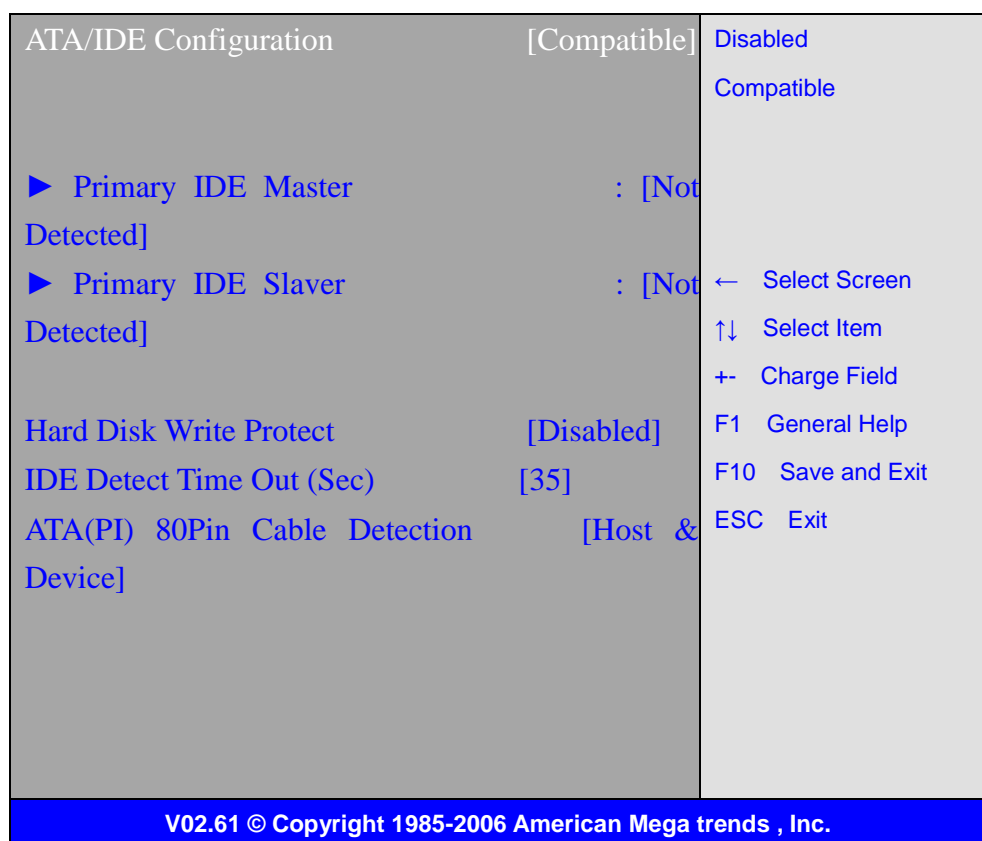 ATA/IDE Configuration [Compatible]
► Primary IDE Master : [Not
Detected]
► Primary IDE Slaver : [Not
Detected]
Hard Disk Write Protect [Disabled]
IDE Detect Time Out (Sec) [35]
ATA(PI) 80Pin Cable Detection [Host &
Device]
Disabled
Compatible
← Select Screen
↑↓ Select Item
+- Charge Field
F1 General Help
F10 Save and Exit
ESC Exit
V02.61 © Copyright 1985-2006 American Mega trends , Inc.